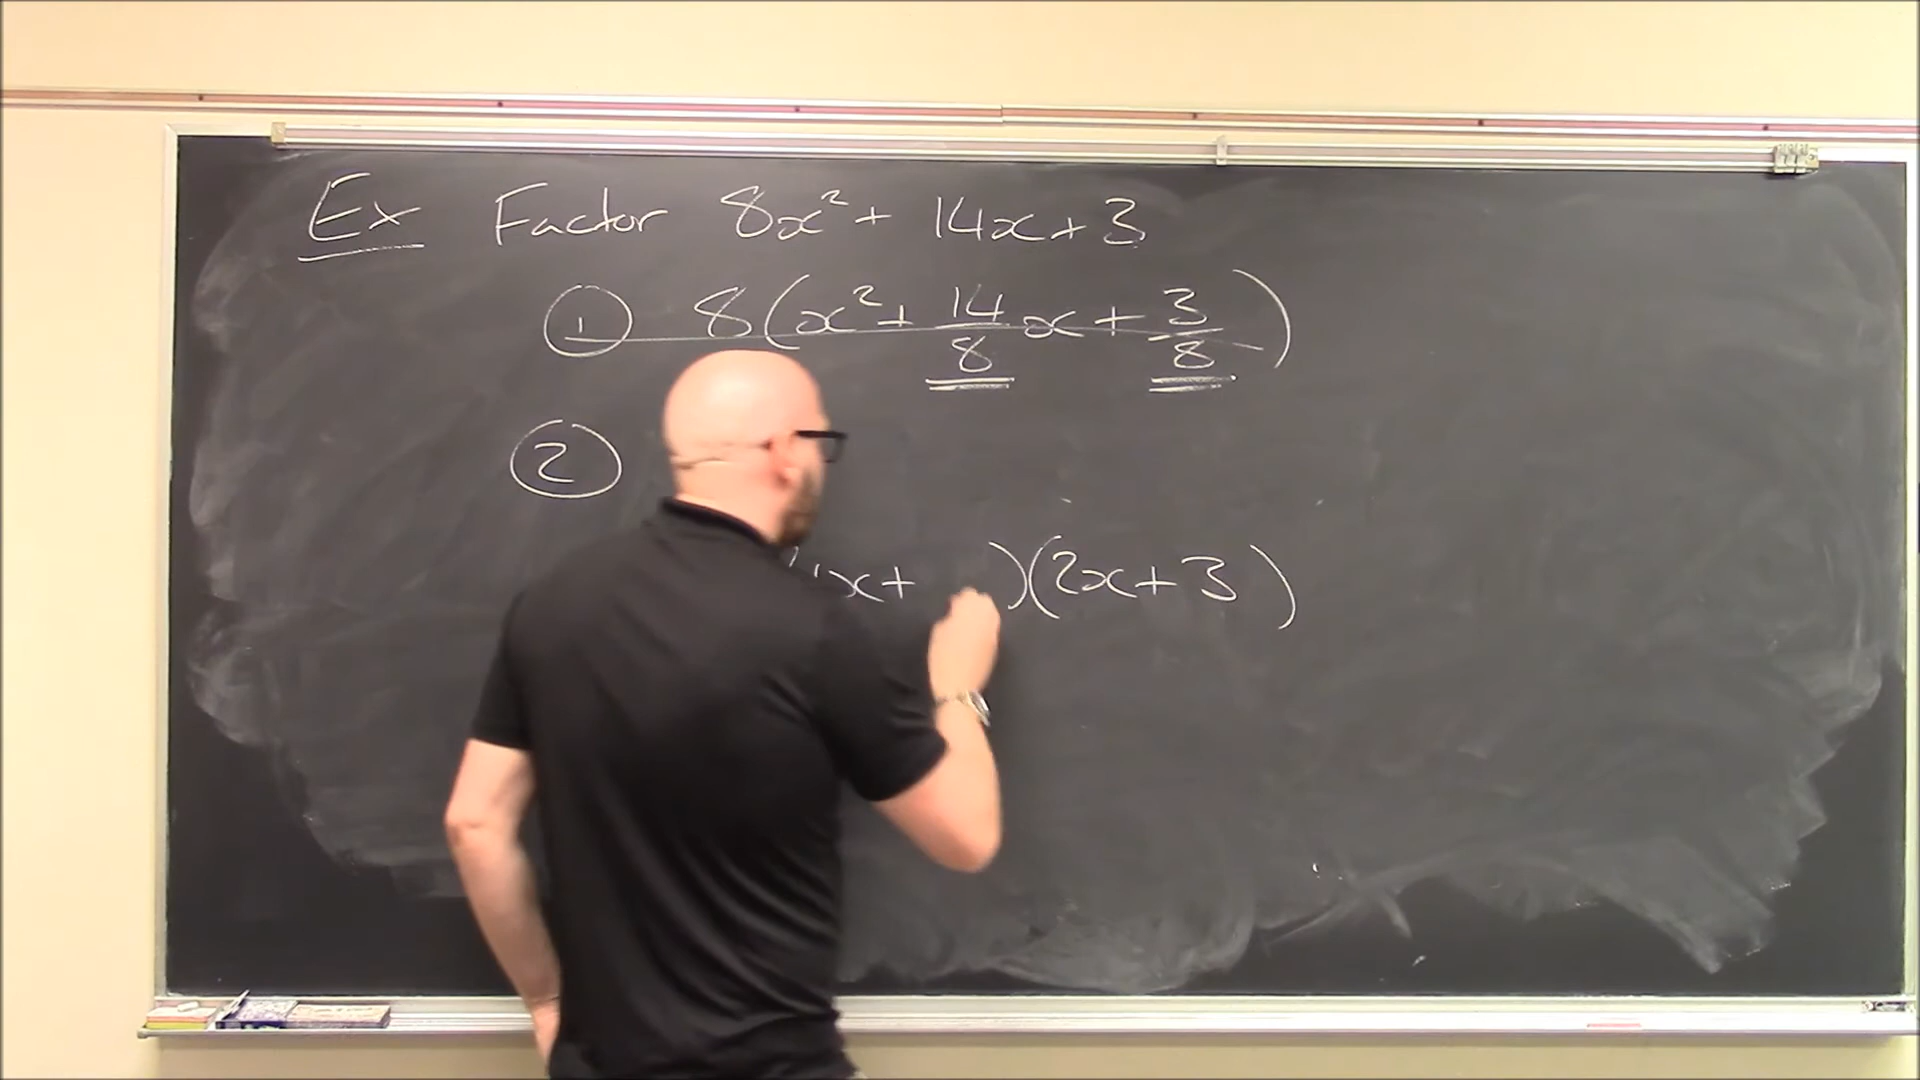 Ex Factor 8x² + 14x + 3
① 8(x² + 14/8 x + 3/8)
②
x + )(2x + 3 )